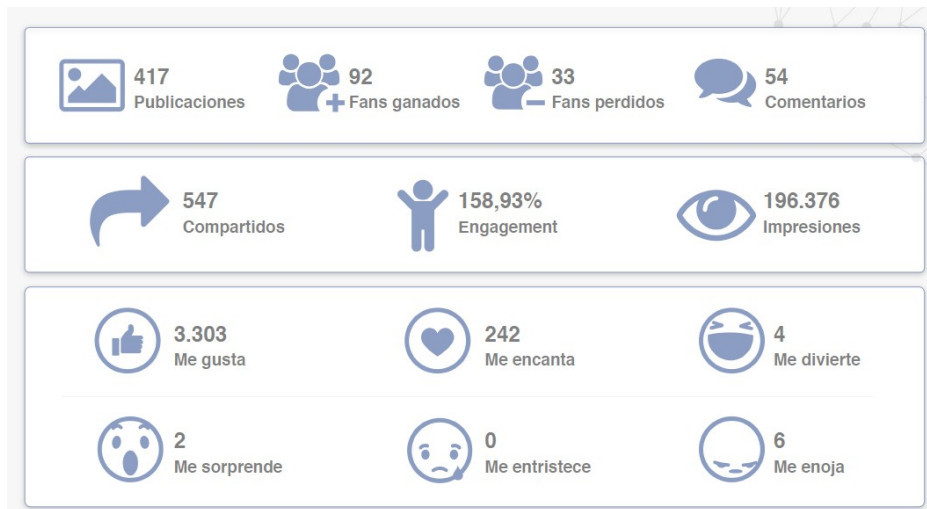 417
Publicaciones
92
Fans ganados
33
Fans perdidos
54
Comentarios
547
Compartidos
158,93%
Engagement
196.376
Impresiones
3.303
Me gusta
242
Me encanta
4
Me divierte
2
Me sorprende
0
Me entristece
6
Me enoja